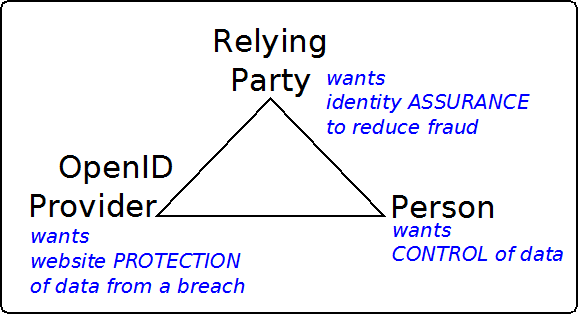 Relying
Party
wants
identity ASSURANCE
to reduce fraud
OpenID
Provider
wants
website PROTECTION
of data from a breach
Person
wants
CONTROL of data